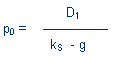 p₀ = D₁
kₛ - g